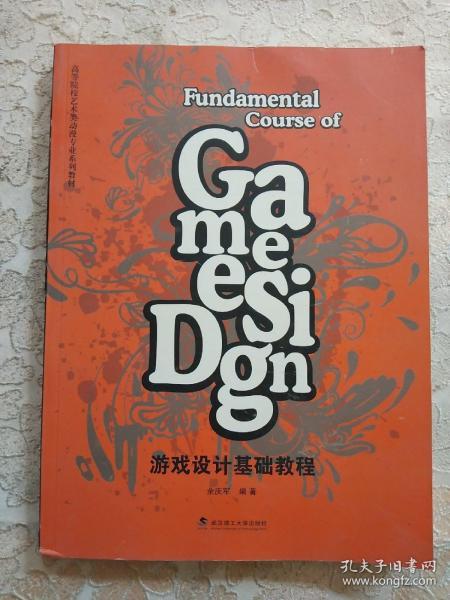 高等院校艺术类动漫专业系列教材
Fundamental
Course of
Ga
me
esi
Dgn
游戏设计基础教程
余庆军 编著
武汉理工大学出版社
孔夫子旧书网
www.kongfz.com